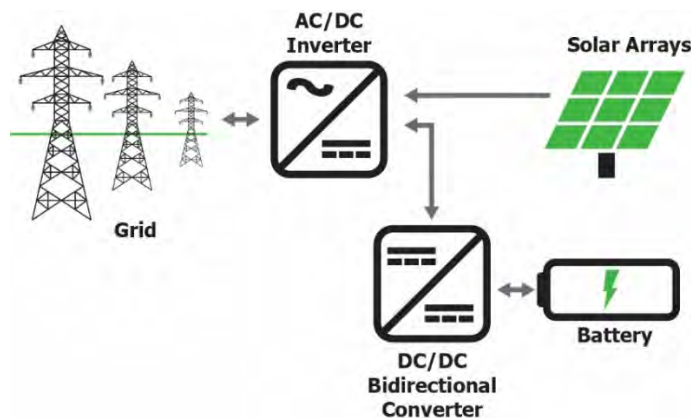 AC/DC
Inverter
Solar Arrays
Grid
Battery
DC/DC
Bidirectional
Converter